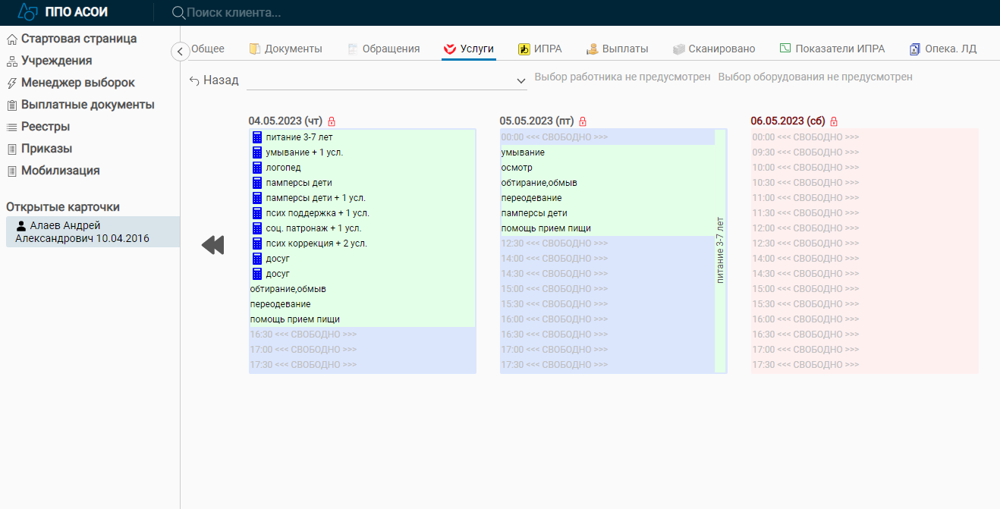 ППО АСОИ
Поиск клиента...
Стартовая страница
Учреждения
Менеджер выборок
Выплатные документы
Реестры
Приказы
Мобилизация
Открытые карточки
Алаев Андрей
Александрович 10.04.2016
Общее
Документы
Обращения
Услуги
ИПРА
Выплаты
Сканировано
Показатели ИПРА
Опека. ЛД
Назад
Выбор работника не предусмотрен
Выбор оборудования не предусмотрен
04.05.2023 (чт)
питание 3-7 лет
умывание + 1 усл.
логопед
памперсы дети
памперсы дети + 1 усл.
псих поддержка + 1 усл.
соц. патронаж + 1 усл.
псих коррекция + 2 усл.
досуг
досуг
обтирание,обмыв
переодевание
помощь прием пищи
16:30 <<< СВОБОДНО >>>
17:00 <<< СВОБОДНО >>>
17:30 <<< СВОБОДНО >>>
05.05.2023 (пт)
00:00 <<< СВОБОДНО >>>
умывание
осмотр
обтирание,обмыв
переодевание
памперсы дети
помощь прием пищи
12:30 <<< СВОБОДНО >>>
14:00 <<< СВОБОДНО >>>
14:30 <<< СВОБОДНО >>>
15:00 <<< СВОБОДНО >>>
15:30 <<< СВОБОДНО >>>
16:00 <<< СВОБОДНО >>>
16:30 <<< СВОБОДНО >>>
17:00 <<< СВОБОДНО >>>
17:30 <<< СВОБОДНО >>>
питание 3-7 лет
06.05.2023 (сб)
00:00 <<< СВОБОДНО >>>
09:30 <<< СВОБОДНО >>>
10:00 <<< СВОБОДНО >>>
10:30 <<< СВОБОДНО >>>
11:00 <<< СВОБОДНО >>>
11:30 <<< СВОБОДНО >>>
12:00 <<< СВОБОДНО >>>
12:30 <<< СВОБОДНО >>>
14:00 <<< СВОБОДНО >>>
14:30 <<< СВОБОДНО >>>
15:00 <<< СВОБОДНО >>>
15:30 <<< СВОБОДНО >>>
16:00 <<< СВОБОДНО >>>
16:30 <<< СВОБОДНО >>>
17:00 <<< СВОБОДНО >>>
17:30 <<< СВОБОДНО >>>